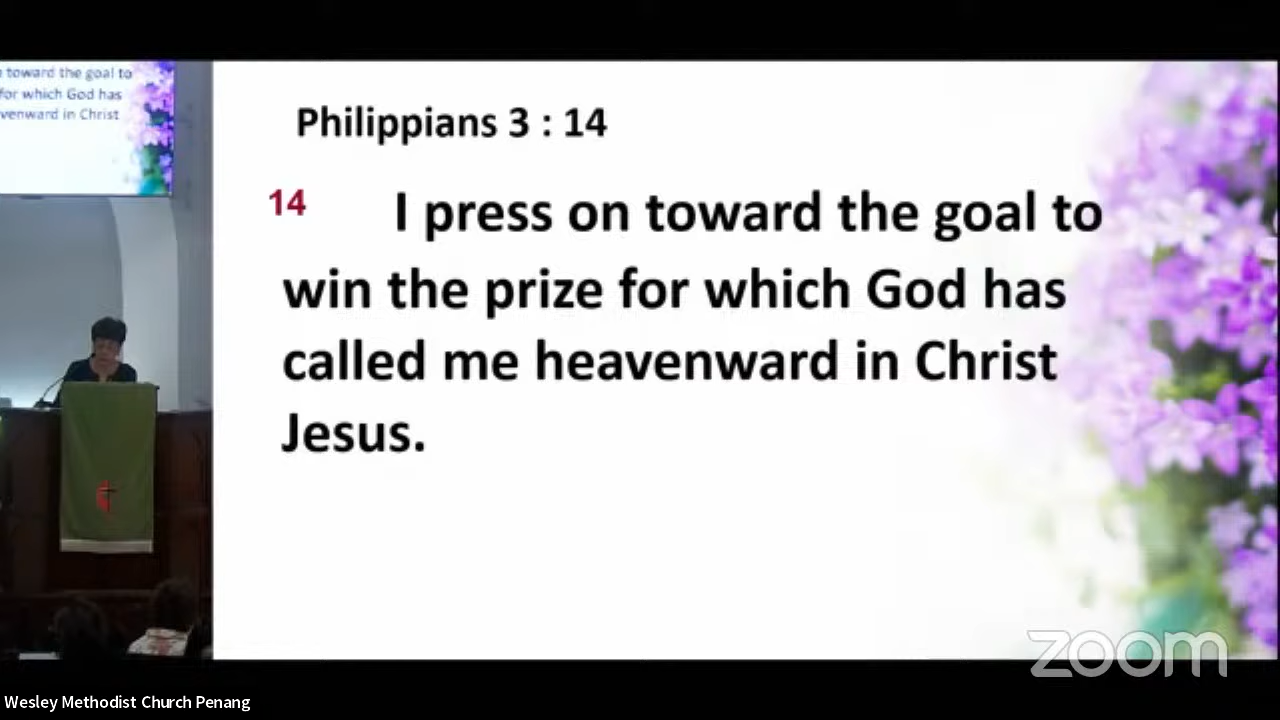 toward the goal to
for which God has
venward in Christ
Philippians 3 : 14
14 I press on toward the goal to
win the prize for which God has
called me heavenward in Christ
Jesus.
zoom
Wesley Methodist Church Penang